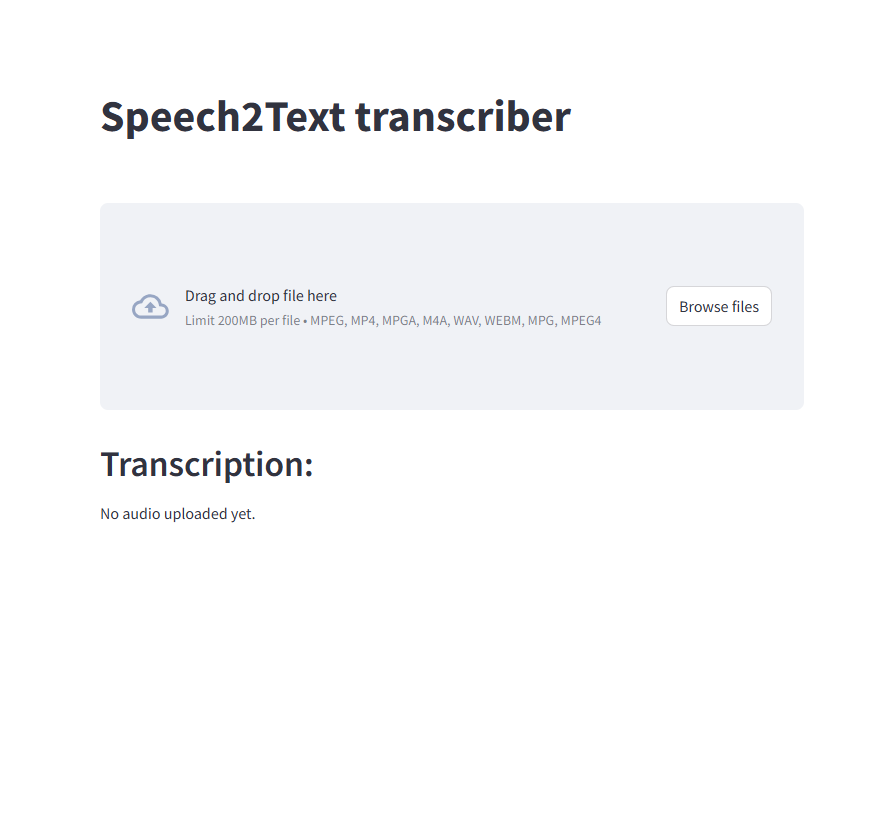 Speech2Text transcriber
Drag and drop file here
Limit 200MB per file • MPEG, MP4, MPGA, M4A, WAV, WEBM, MPG, MPEG4
Browse files
Transcription:
No audio uploaded yet.